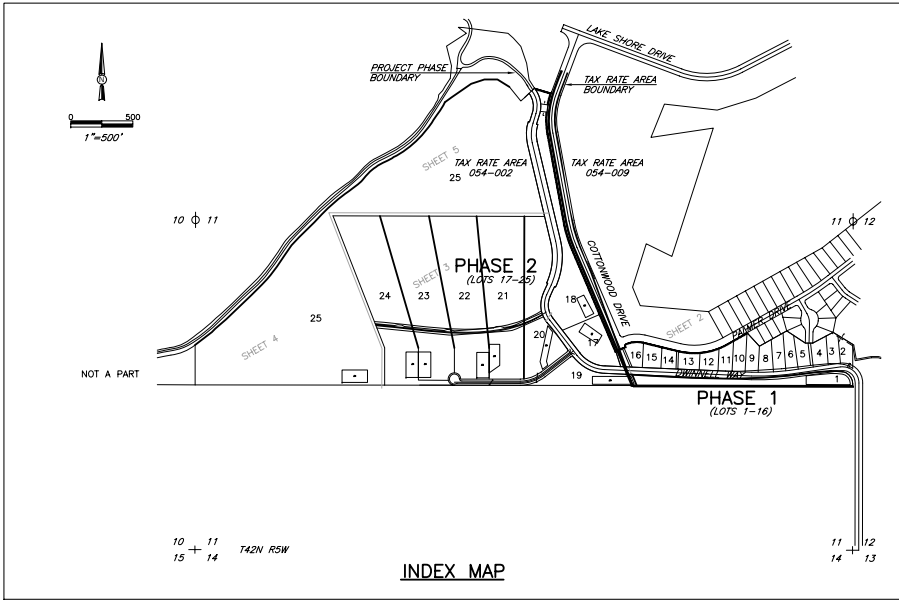 LAKE SHORE DRIVE
PROJECT PHASE
BOUNDARY
TAX RATE AREA
BOUNDARY
N
0 500
1"=500'
SHEET 5
25
TAX RATE AREA
054-002
TAX RATE AREA
054-009
10 11
11 12
COTTONWOOD DRIVE
SHEET 3
PHASE 2
(LOTS 17-25)
24
23
22
21
18
17
20
19
25
SHEET 4
SHEET 2
PALMER DRIVE
16 15 14 13 12 11 10 9 8 7 6 5 4 3 2
DWINNELL WAY
1
NOT A PART
PHASE 1
(LOTS 1-16)
10 11
15 14
T42N R5W
11 12
14 13
INDEX MAP